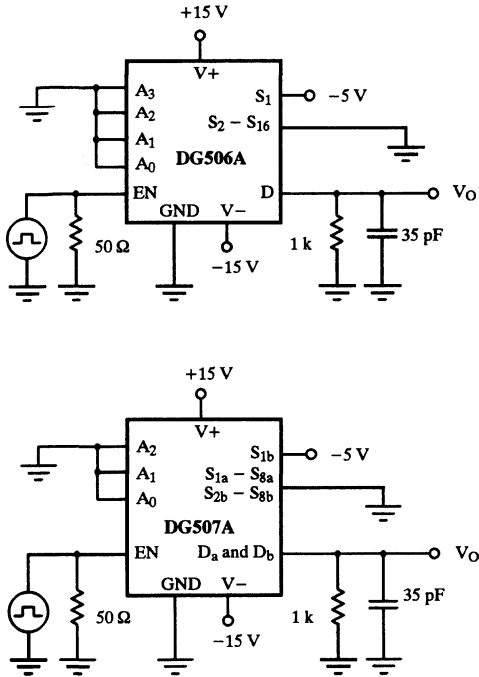 +15 V
V+
A3
S1
−5 V
A2
S2 – S16
A1
DG506A
A0
EN
D
VO
GND
V−
50 Ω
1 k
35 pF
−15 V
+15 V
V+
A2
S1b
−5 V
A1
S1a – S8a
S2b – S8b
A0
DG507A
EN
Da and Db
VO
GND
V−
50 Ω
1 k
35 pF
−15 V